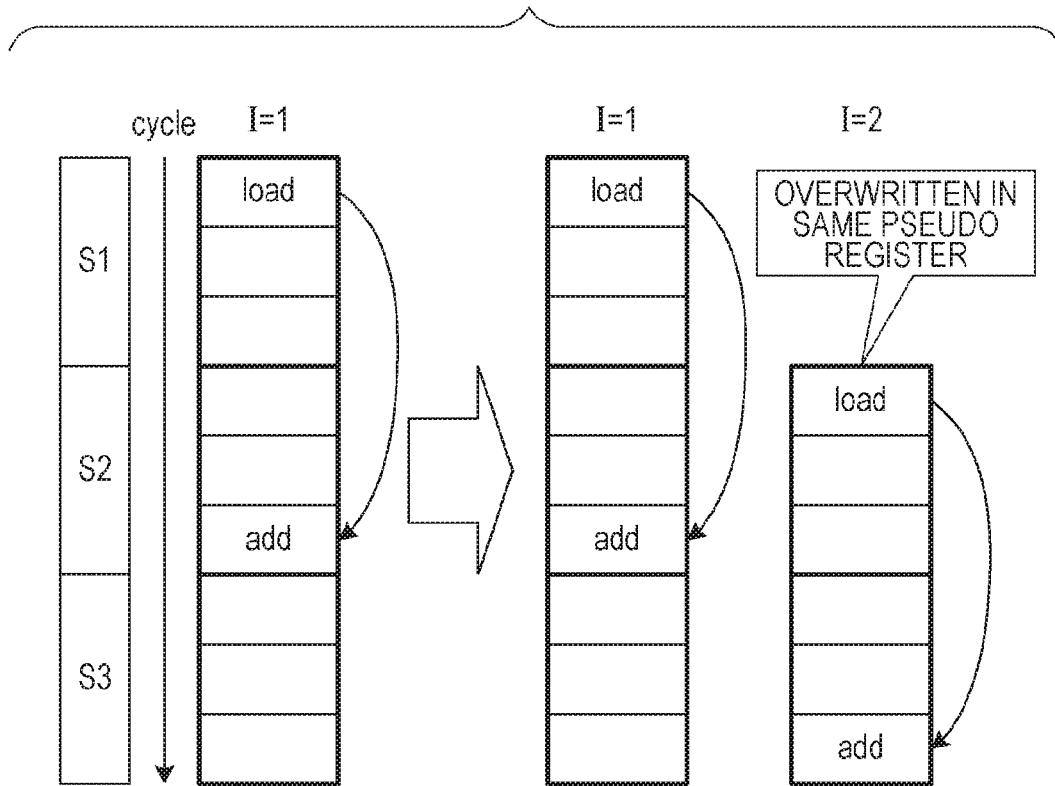 cycle
I=1
I=1
I=2
S1
load
load
OVERWRITTEN IN
SAME PSEUDO
REGISTER
load
S2
add
add
S3
add